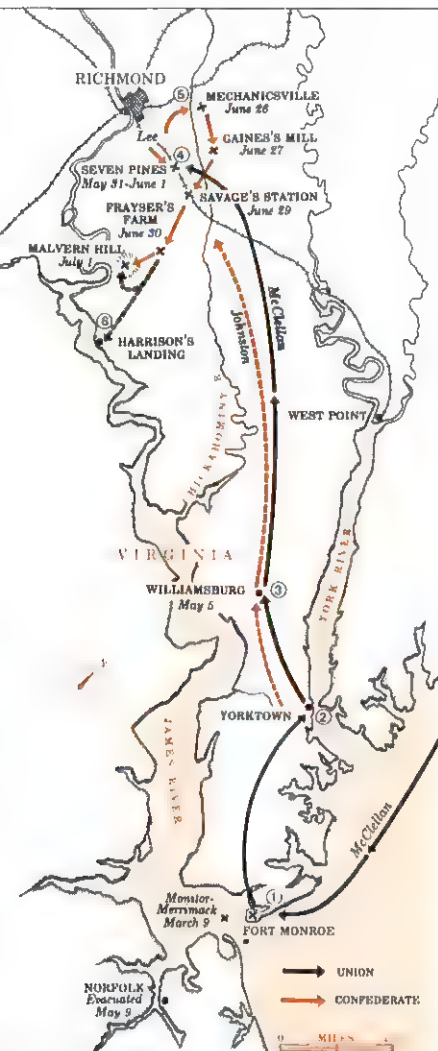 RICHMOND
Lee
MECHANICSVILLE
June 26
GAINES'S MILL
June 27
SEVEN PINES
May 31-June 1
SAVAGE'S STATION
June 29
FRAYSER'S
FARM
June 30
MALVERN HILL
July 1
HARRISON'S
LANDING
McClellan
Johnston
WEST POINT
CHICKAHOMINY R
VIRGINIA
WILLIAMSBURG
May 5
YORK RIVER
YORKTOWN
JAMES RIVER
McClellan
Monitor-
Merrimack
March 9
FORT MONROE
NORFOLK
Evacuated
May 9
UNION
CONFEDERATE
MILES
0
1
2
3
4
5
6